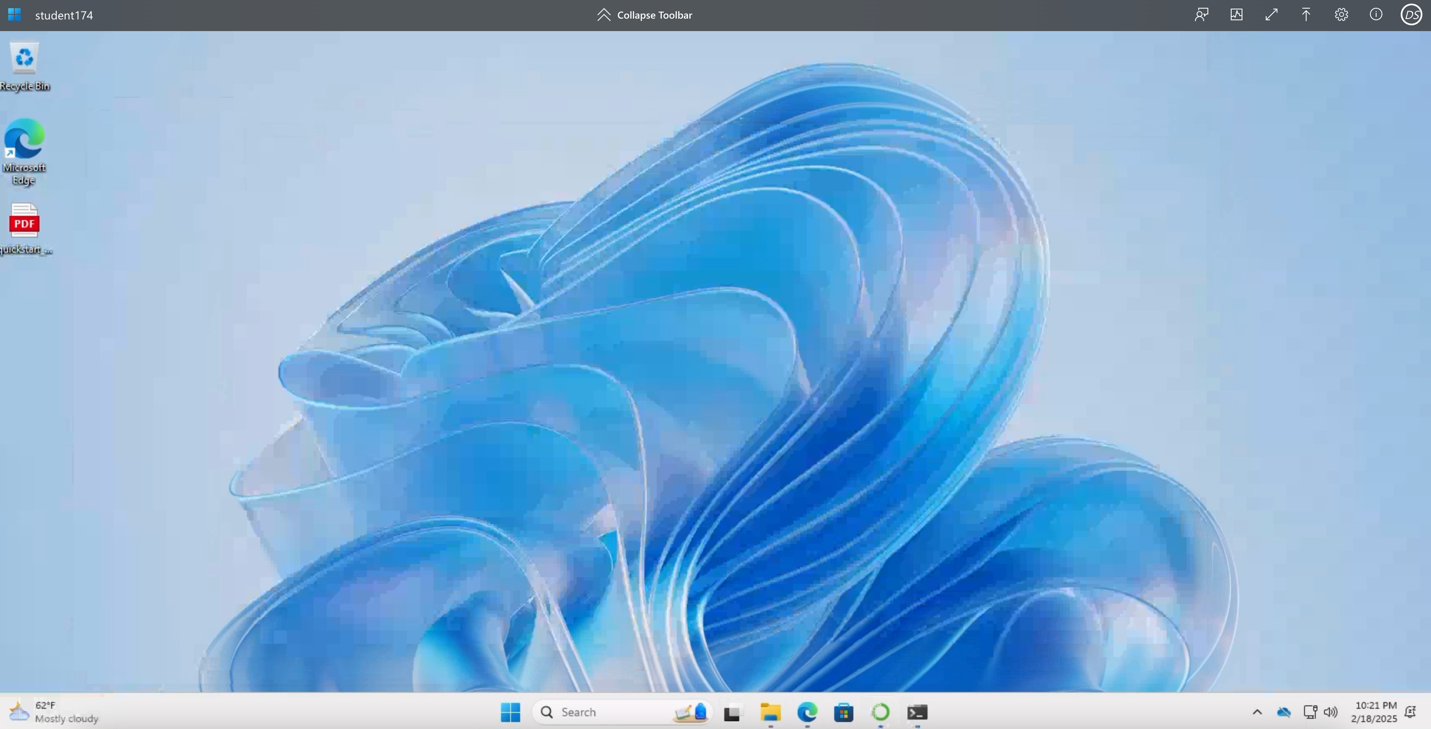 student174
Collapse Toolbar
DS
Recycle Bin
Microsoft
Edge
PDF
quickstart_...
62°F
Mostly cloudy
Search
10:21 PM
2/18/2025